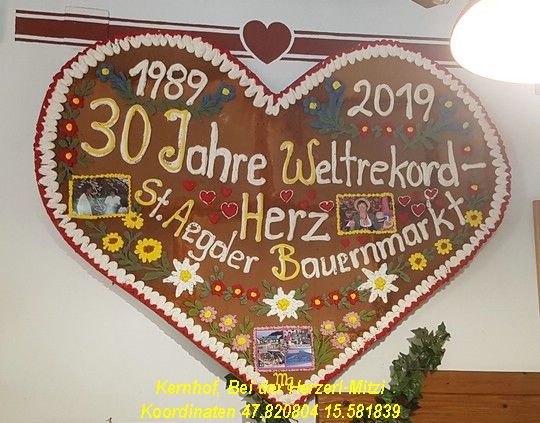 1989 2019
30 Jahre Weltrekord-
Herz
St. Aegyder Bauernmarkt
Kernhof, Bei der Herzerl-Mitzi
Koordinaten 47.820804 15.581839